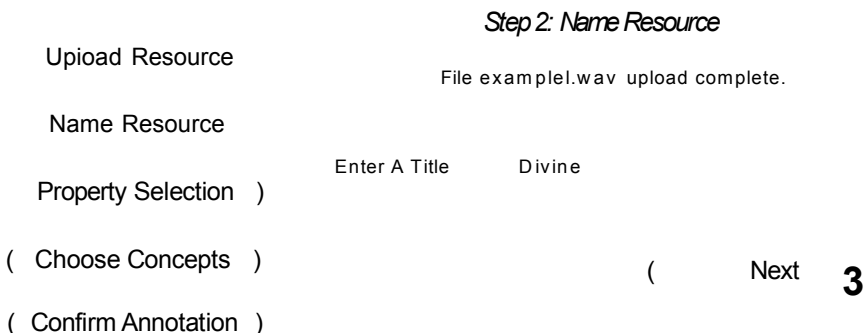 Step 2: Name Resource
Upioad Resource
File examplel.wav upload complete.
Name Resource
Enter A Title Divine
Property Selection )
( Choose Concepts )
( Next 3
( Confirm Annotation )